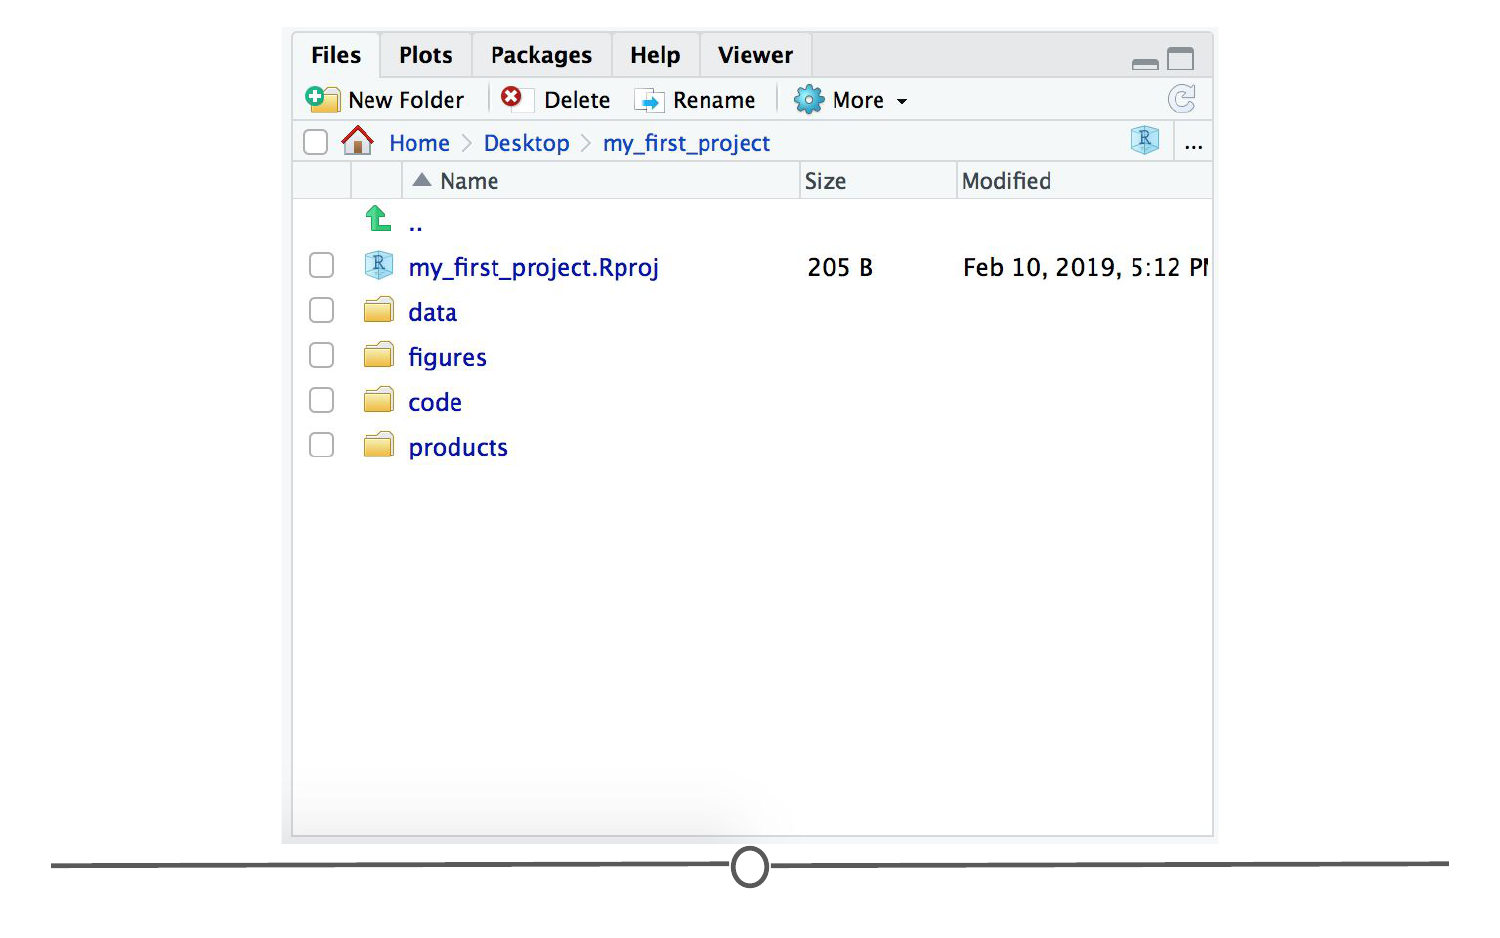 Files Plots Packages Help Viewer
New Folder Delete Rename More
Home Desktop my_first_project ...
Name Size Modified
..
R my_first_project.Rproj 205 B Feb 10, 2019, 5:12
data
figures
code
products